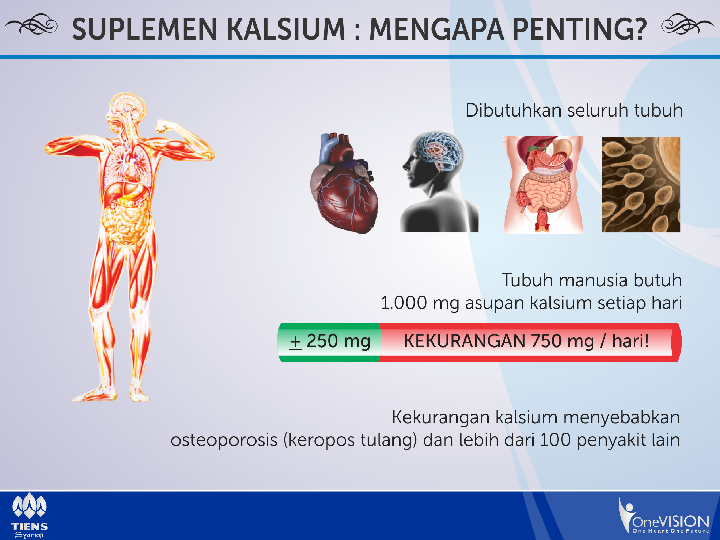 SUPLEMEN KALSIUM : MENGAPA PENTING?
Dibutuhkan seluruh tubuh
Tubuh manusia butuh
1.000 mg asupan kalsium setiap hari
± 250 mg KEKURANGAN 750 mg / hari!
Kekurangan kalsium menyebabkan
osteoporosis (keropos tulang) dan lebih dari 100 penyakit lain
TIENS
Syariah
OneVISION
One Heart One Future